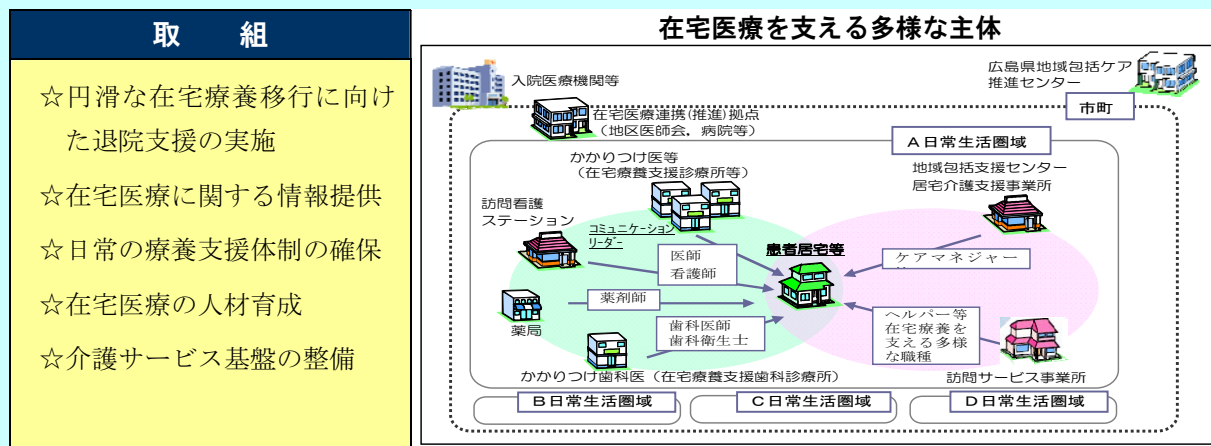 取 組
☆円滑な在宅療養移行に向け
た退院支援の実施
☆在宅医療に関する情報提供
☆日常の療養支援体制の確保
☆在宅医療の人材育成
☆介護サービス基盤の整備
在宅医療を支える多様な主体
入院医療機関等
広島県地域包括ケア
推進センター
市町
在宅医療連携(推進)拠点
（地区医師会，病院等）
A日常生活圏域
かかりつけ医等
（在宅療養支援診療所等）
地域包括支援センター
居宅介護支援事業所
訪問看護
ステーション
コミュニケーション
リーダー
患者居宅等
医師
看護師
ケアマネジャー
薬剤師
薬局
歯科医師
歯科衛生士
ヘルパー等
在宅療養を
支える多様
な職種
かかりつけ歯科医（在宅療養支援歯科診療所）
訪問サービス事業所
B日常生活圏域
C日常生活圏域
D日常生活圏域